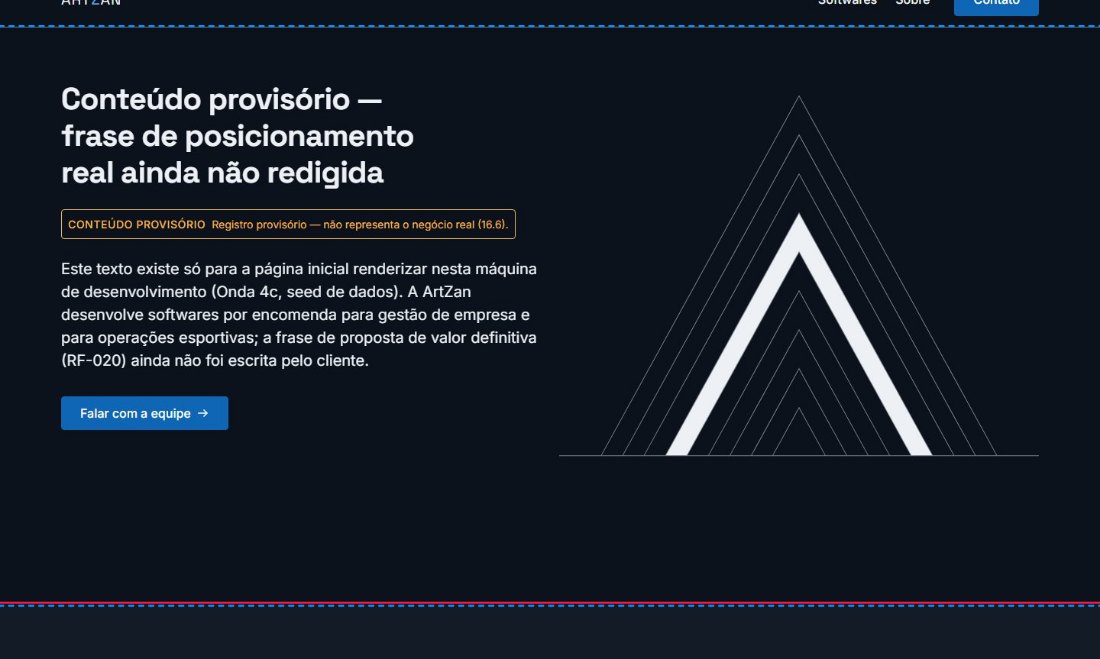 ARTZAN
Softwares Sobre Contato
Conteúdo provisório —
frase de posicionamento
real ainda não redigida
CONTEÚDO PROVISÓRIO Registro provisório — não representa o negócio real (16.6).
Este texto existe só para a página inicial renderizar nesta máquina
de desenvolvimento (Onda 4c, seed de dados). A ArtZan
desenvolve softwares por encomenda para gestão de empresa e
para operações esportivas; a frase de proposta de valor definitiva
(RF-020) ainda não foi escrita pelo cliente.
Falar com a equipe →